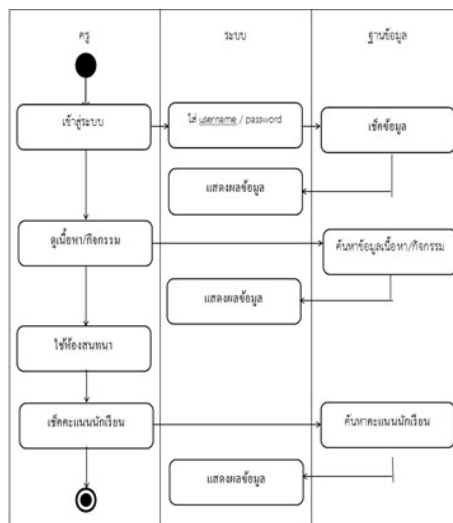 ครู ระบบ ฐานข้อมูล
เข้าสู่ระบบ ใส่ username / password เช็คข้อมูล
แสดงผลข้อมูล
ดูเนื้อหา/กิจกรรม ค้นหาข้อมูลเนื้อหา/กิจกรรม
แสดงผลข้อมูล
ใช้ห้องสนทนา
เช็คคะแนนนักเรียน ค้นหาคะแนนนักเรียน
แสดงผลข้อมูล